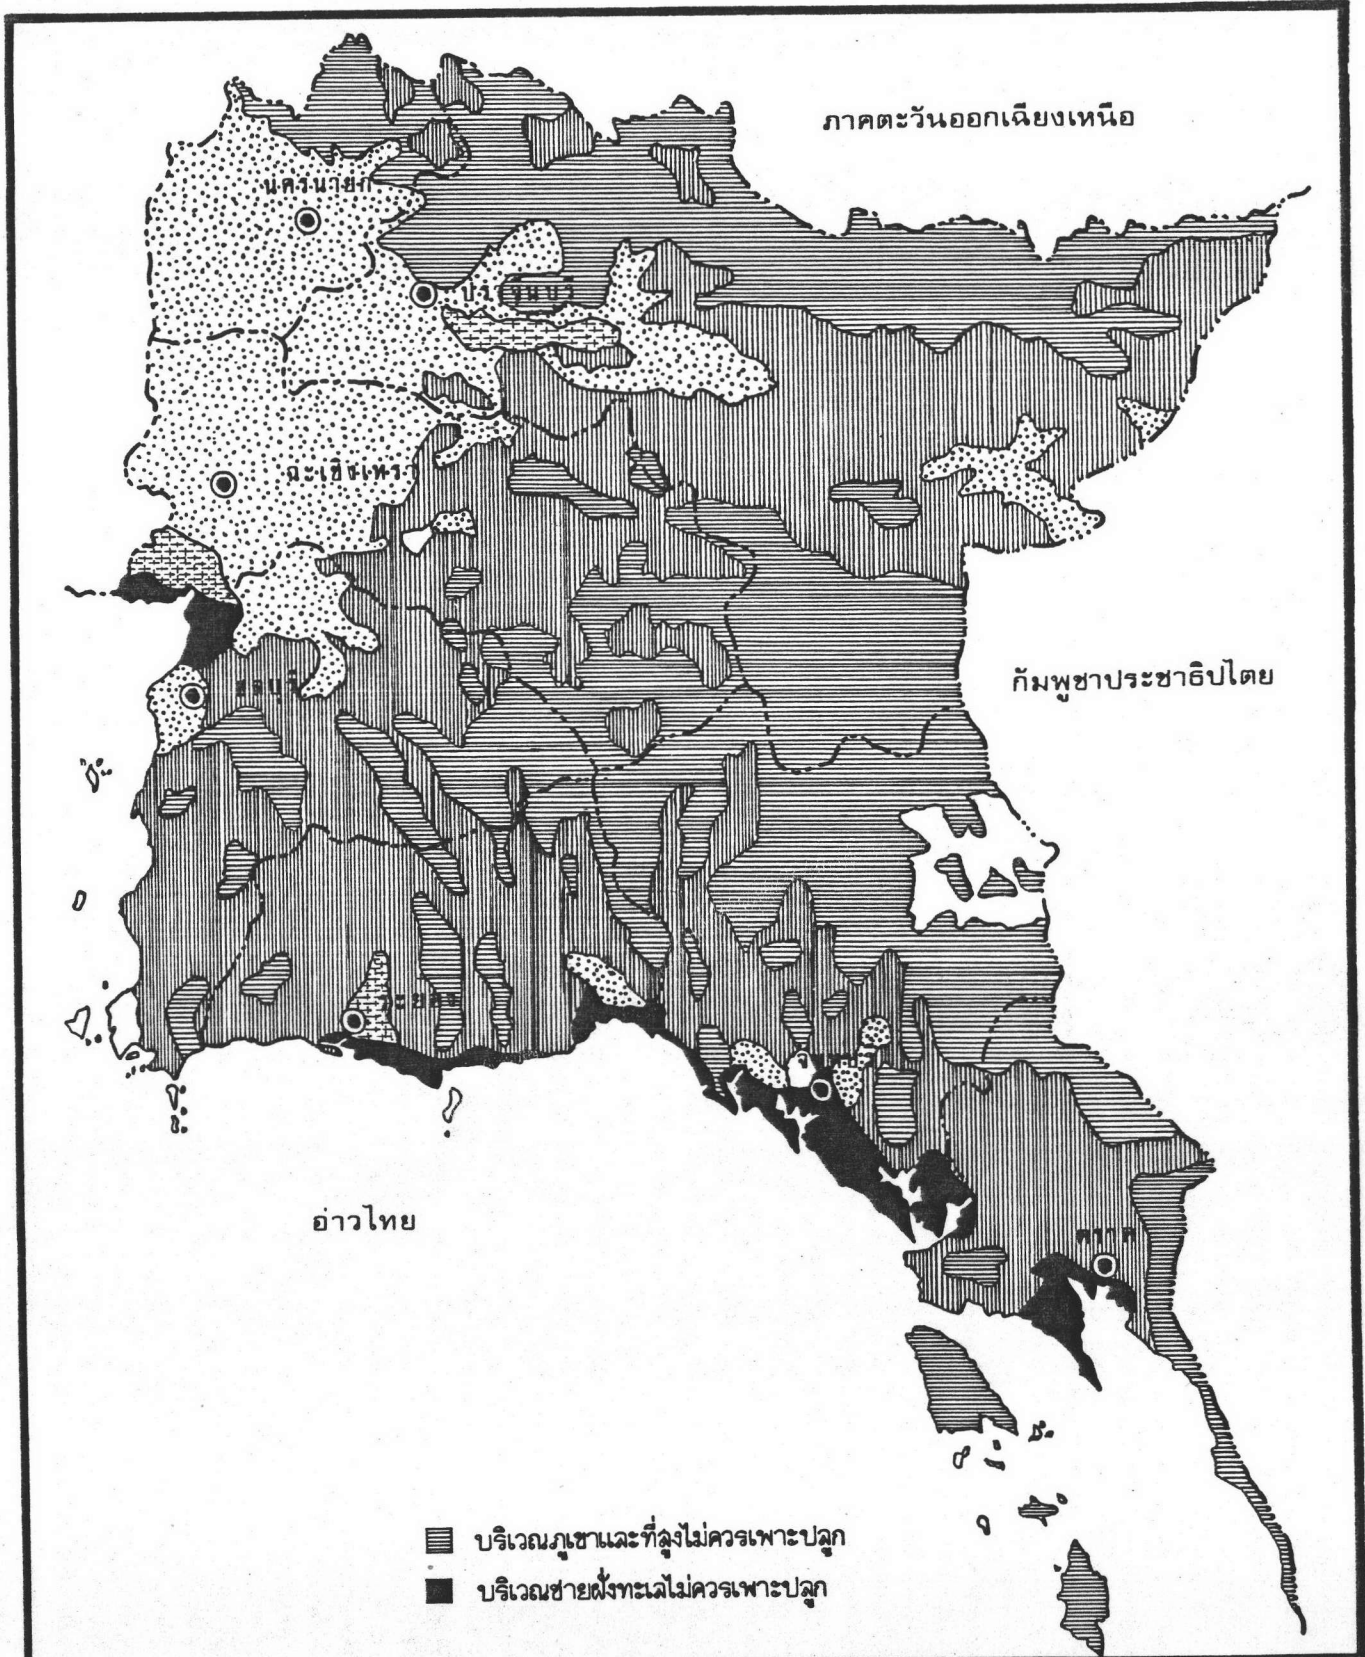 ภาคตะวันออกเฉียงเหนือ
นครนายก
ปราจีนบุรี
ฉะเชิงเทรา
กัมพูชาประชาธิปไตย
ชลบุรี
ระยอง
อ่าวไทย
ตราด
บริเวณภูเขาและที่สูงไม่ควรเพาะปลูก
บริเวณชายฝั่งทะเลไม่ควรเพาะปลูก